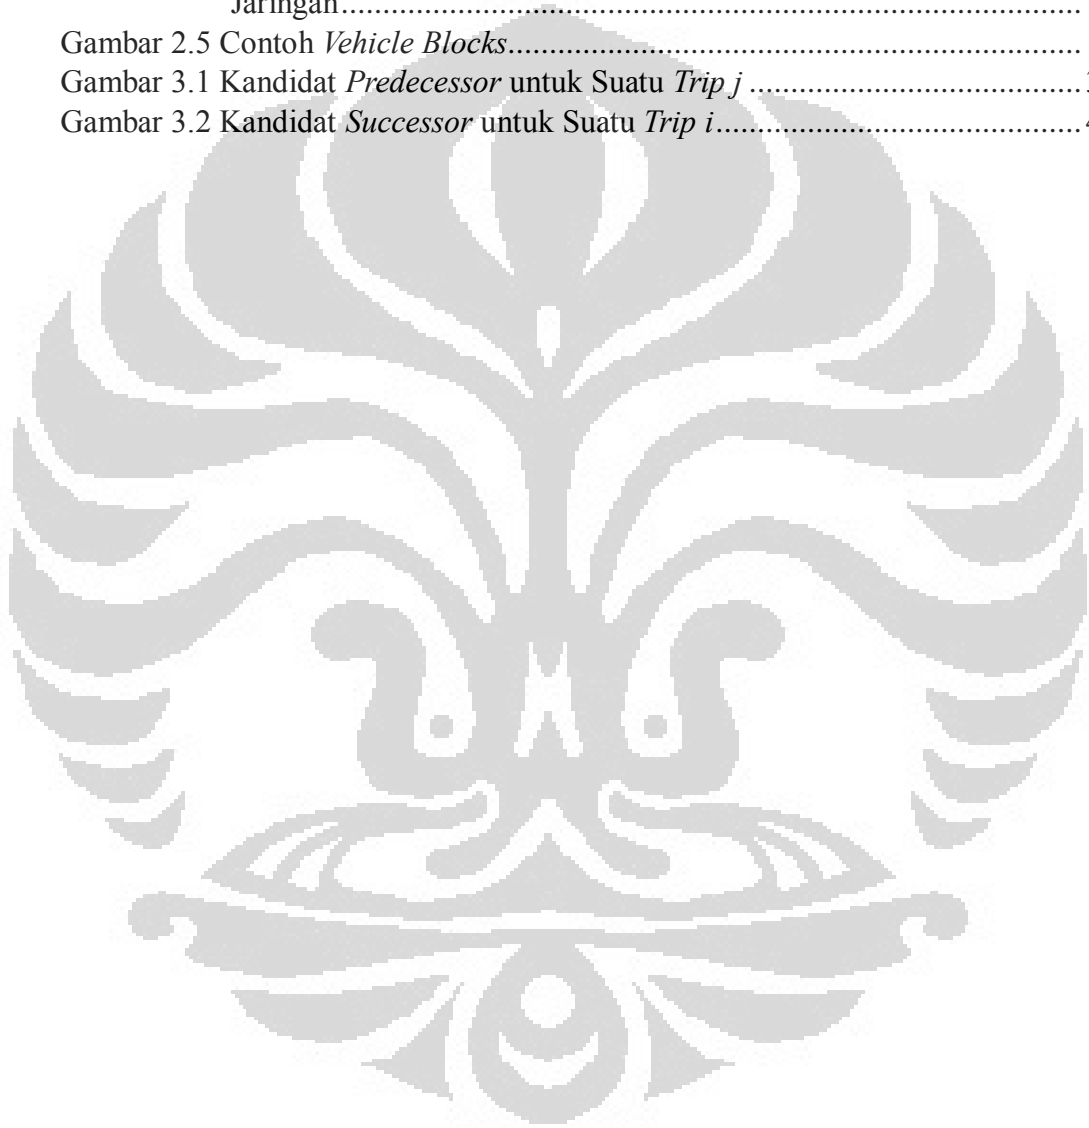 Jaringan..........................................................................................
Gambar 2.5 Contoh Vehicle Blocks.....................................................................
Gambar 3.1 Kandidat Predecessor untuk Suatu Trip j ........................................
Gambar 3.2 Kandidat Successor untuk Suatu Trip i............................................